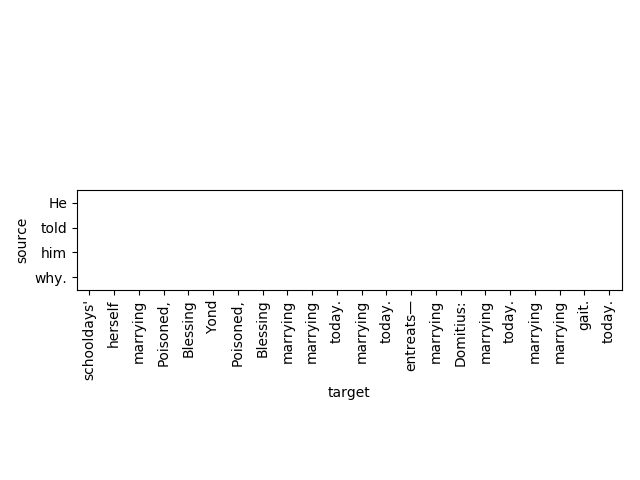 source
He
told
him
why.
schooldays'
herself
marrying
Poisoned,
Blessing
Yond
Poisoned,
Blessing
marrying
marrying
today.
marrying
today.
entreats—
marrying
Domitius:
marrying
today.
marrying
marrying
gait.
today.
target